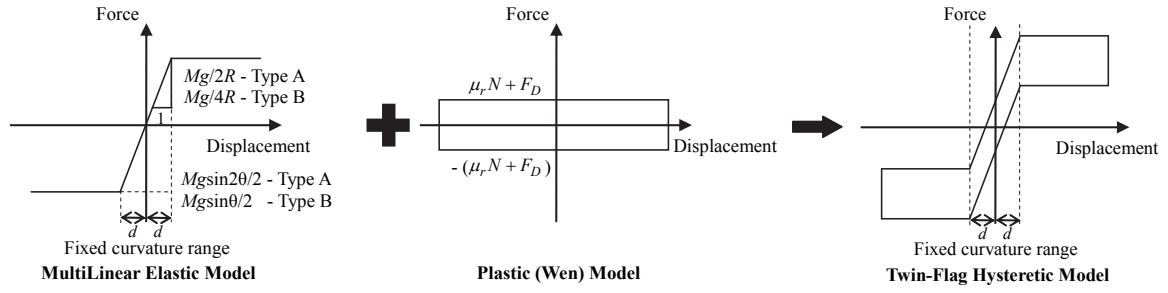 Force
Mg/2R - Type A
Mg/4R - Type B
1
Displacement
Mgsin2θ/2 - Type A
Mgsinθ/2 - Type B
d d
Fixed curvature range
MultiLinear Elastic Model
Force
μrN + FD
Displacement
- (μrN + FD)
Plastic (Wen) Model
Force
Displacement
d d
Fixed curvature range
Twin-Flag Hysteretic Model